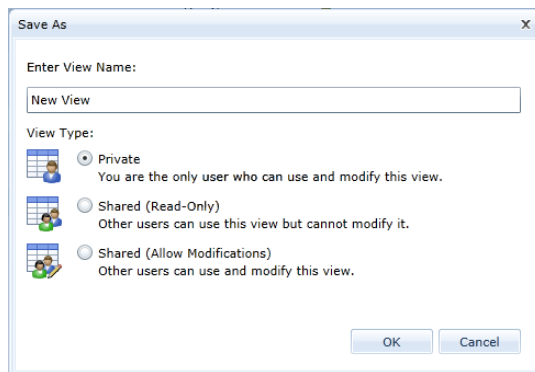 Save As
x
Enter View Name:
New View
View Type:
Private
You are the only user who can use and modify this view.
Shared (Read-Only)
Other users can use this view but cannot modify it.
Shared (Allow Modifications)
Other users can use and modify this view.
OK Cancel